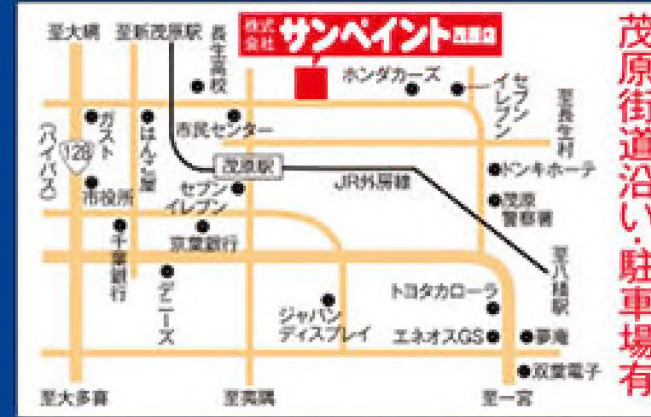 至大網
至新茂原駅
長生高校
株式会社 サンペイント 茂原店
ホンダカーズ
セブンイレブン
至長生村
ガスト
はんこ屋
市民センター
128
(バイパス)
茂原駅
JR外房線
ドンキホーテ
市役所
セブン
イレブン
茂原
警察署
千葉銀行
京葉銀行
デニーズ
至八積駅
トヨタカローラ
ジャパン
ディスプレイ
エネオスGS
夢庵
双葉電子
至大多喜
至夷隅
至一宮
茂原街道沿い・駐車場有